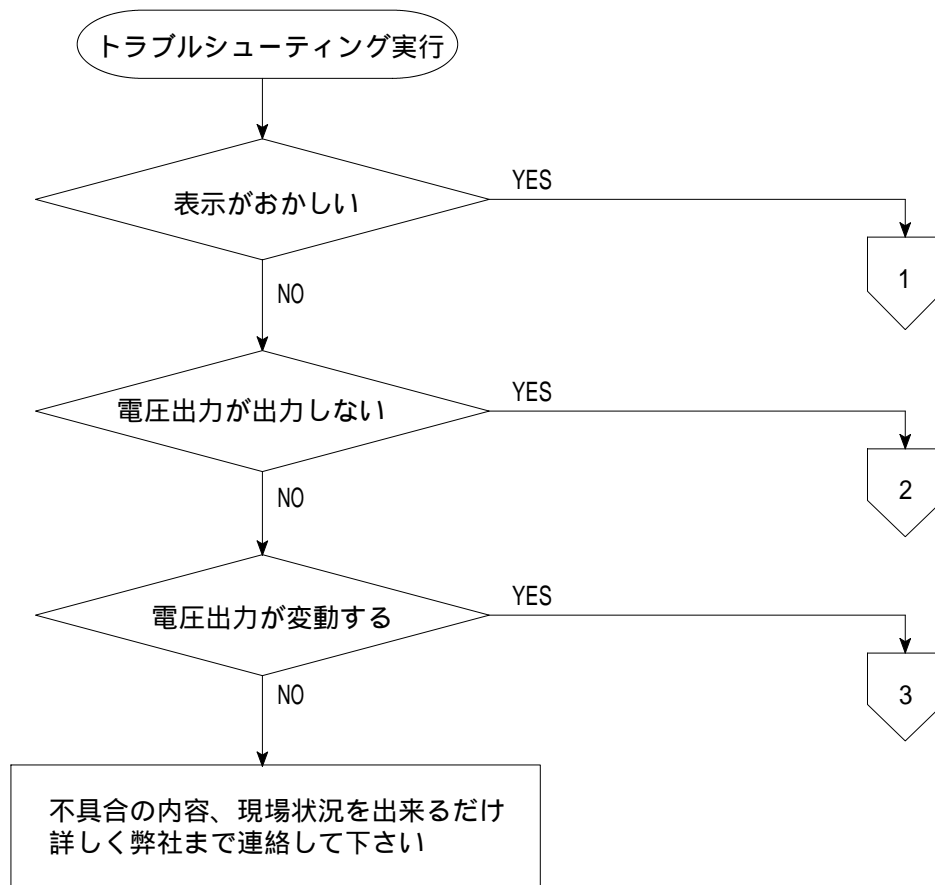 トラブルシューティング実行
表示がおかしい
YES
1
NO
電圧出力が出力しない
YES
2
NO
電圧出力が変動する
YES
3
NO
不具合の内容、現場状況を出来るだけ
詳しく弊社まで連絡して下さい